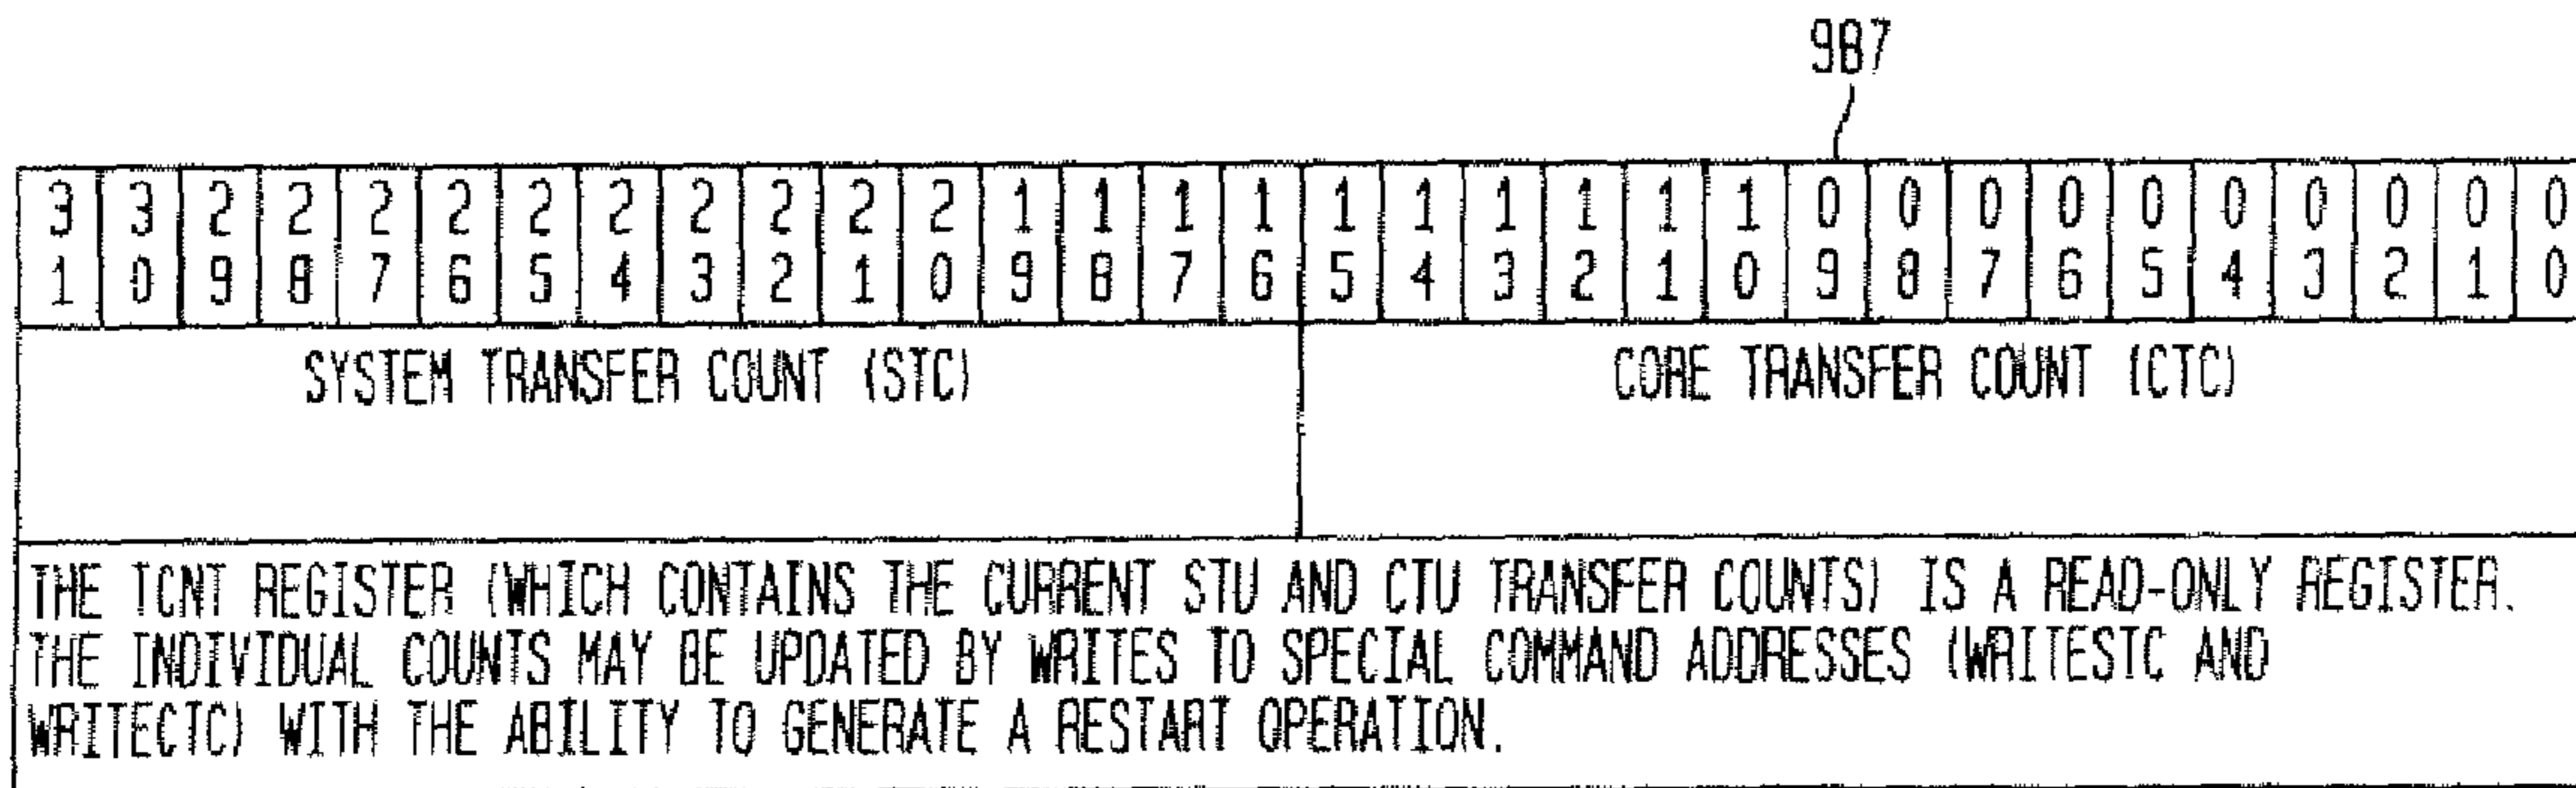 987
3 3 2 2 2 2 2 2 2 2 2 2 1 1 1 1 1 1 1 1 1 1 0 0 0 0 0 0 0 0 0 0
1 0 9 8 7 6 5 4 3 2 1 0 9 8 7 6 5 4 3 2 1 0 9 8 7 6 5 4 3 2 1 0
SYSTEM TRANSFER COUNT (STC) CORE TRANSFER COUNT (CTC)
THE TCNT REGISTER (WHICH CONTAINS THE CURRENT STU AND CTU TRANSFER COUNTS) IS A READ-ONLY REGISTER.
THE INDIVIDUAL COUNTS MAY BE UPDATED BY WRITES TO SPECIAL COMMAND ADDRESSES (WRITESTC AND
WRITECTC) WITH THE ABILITY TO GENERATE A RESTART OPERATION.